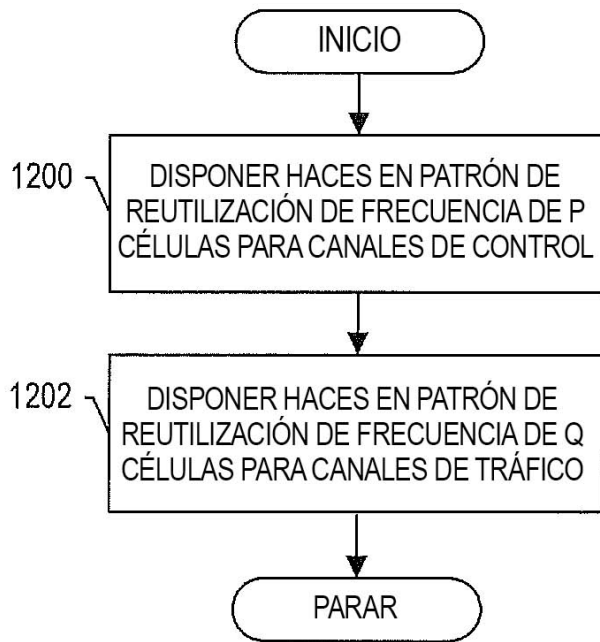 INICIO
1200
DISPONER HACES EN PATRÓN DE
REUTILIZACIÓN DE FRECUENCIA DE P
CÉLULAS PARA CANALES DE CONTROL
1202
DISPONER HACES EN PATRÓN DE
REUTILIZACIÓN DE FRECUENCIA DE Q
CÉLULAS PARA CANALES DE TRÁFICO
PARAR